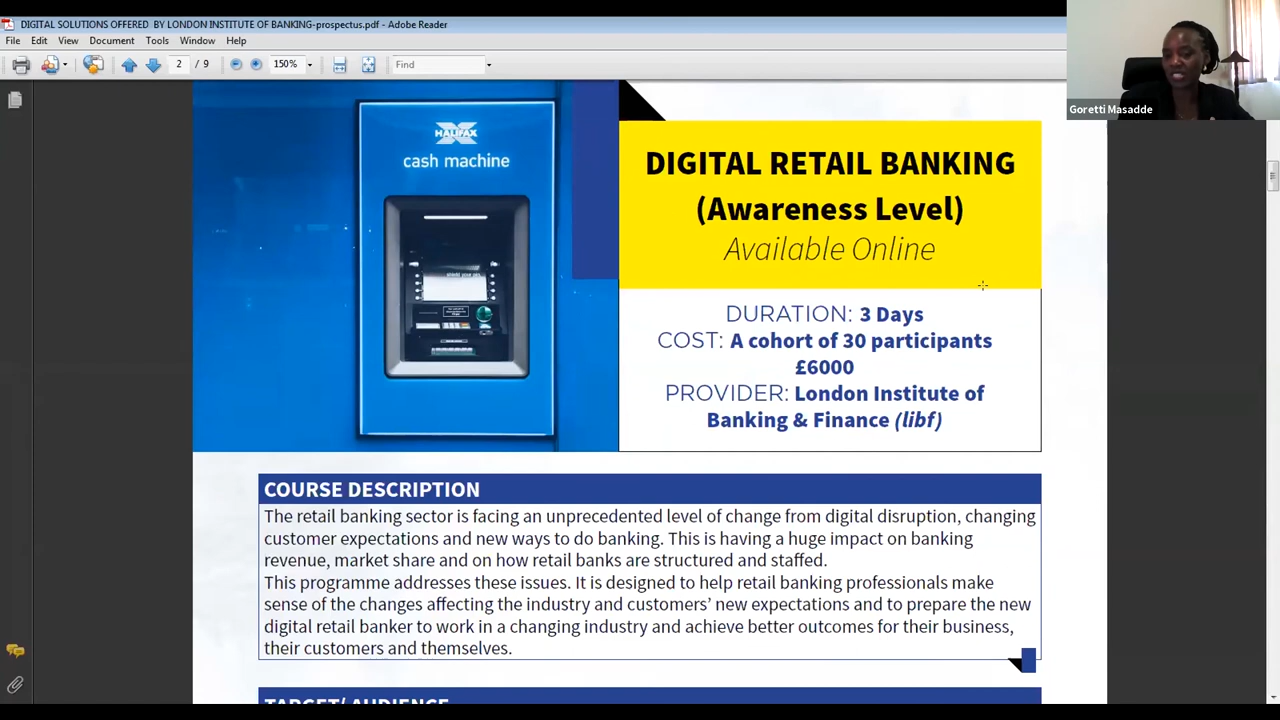 DIGITAL SOLUTIONS OFFERED BY LONDON INSTITUTE OF BANKING-prospectus.pdf - Adobe Reader
File Edit View Document Tools Window Help
2 / 9 150% Find
Goretti Masadde
HALIFAX
cash machine
shield your pin
DIGITAL RETAIL BANKING
(Awareness Level)
Available Online
DURATION: 3 Days
COST: A cohort of 30 participants
£6000
PROVIDER: London Institute of
Banking & Finance (libf)
COURSE DESCRIPTION
The retail banking sector is facing an unprecedented level of change from digital disruption, changing
customer expectations and new ways to do banking. This is having a huge impact on banking
revenue, market share and on how retail banks are structured and staffed.
This programme addresses these issues. It is designed to help retail banking professionals make
sense of the changes affecting the industry and customers’ new expectations and to prepare the new
digital retail banker to work in a changing industry and achieve better outcomes for their business,
their customers and themselves.
TARGET/ AUDIENCE